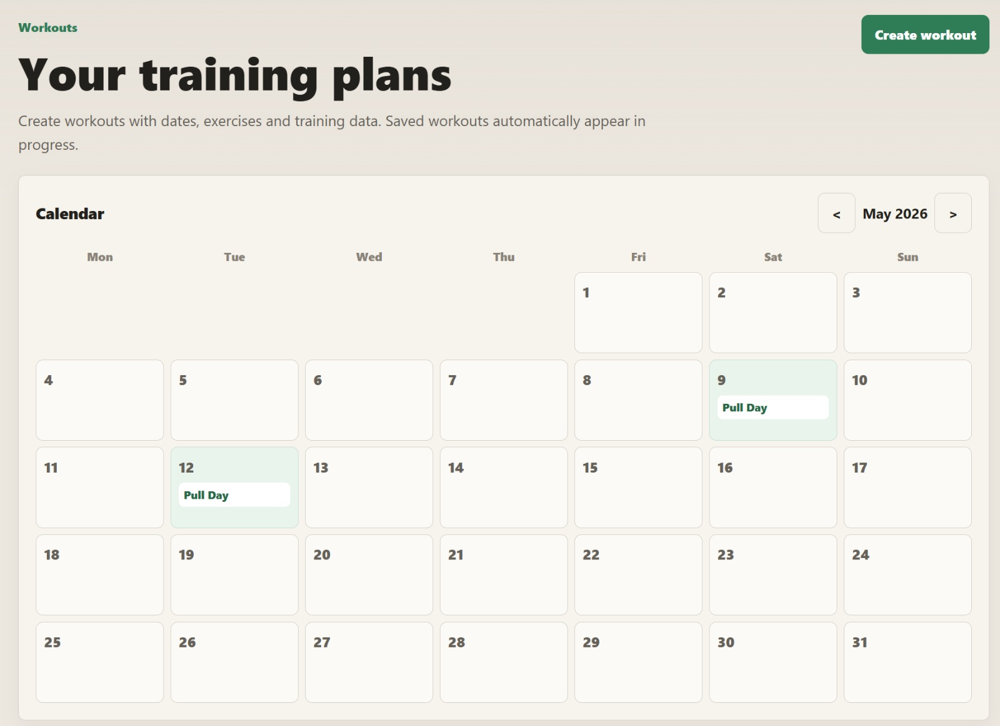 Workouts
Create workout
Your training plans
Create workouts with dates, exercises and training data. Saved workouts automatically appear in
progress.
Calendar
< May 2026 >
Mon Tue Wed Thu Fri Sat Sun
1 2 3
4 5 6 7 8 9 10
Pull Day
11 12 13 14 15 16 17
Pull Day
18 19 20 21 22 23 24
25 26 27 28 29 30 31